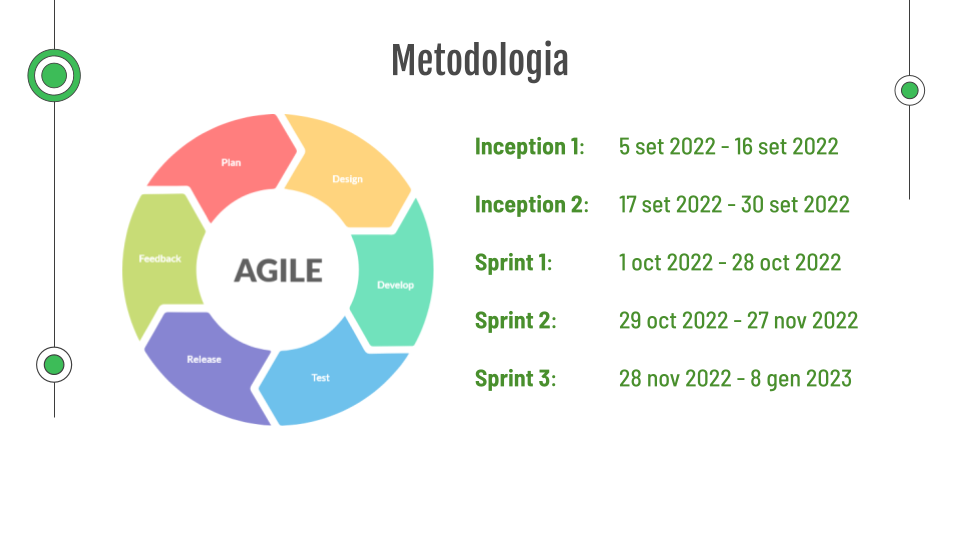 Metodologia
Plan
Design
Feedback
AGILE
Develop
Release
Test
Inception 1: 5 set 2022 - 16 set 2022
Inception 2: 17 set 2022 - 30 set 2022
Sprint 1: 1 oct 2022 - 28 oct 2022
Sprint 2: 29 oct 2022 - 27 nov 2022
Sprint 3: 28 nov 2022 - 8 gen 2023